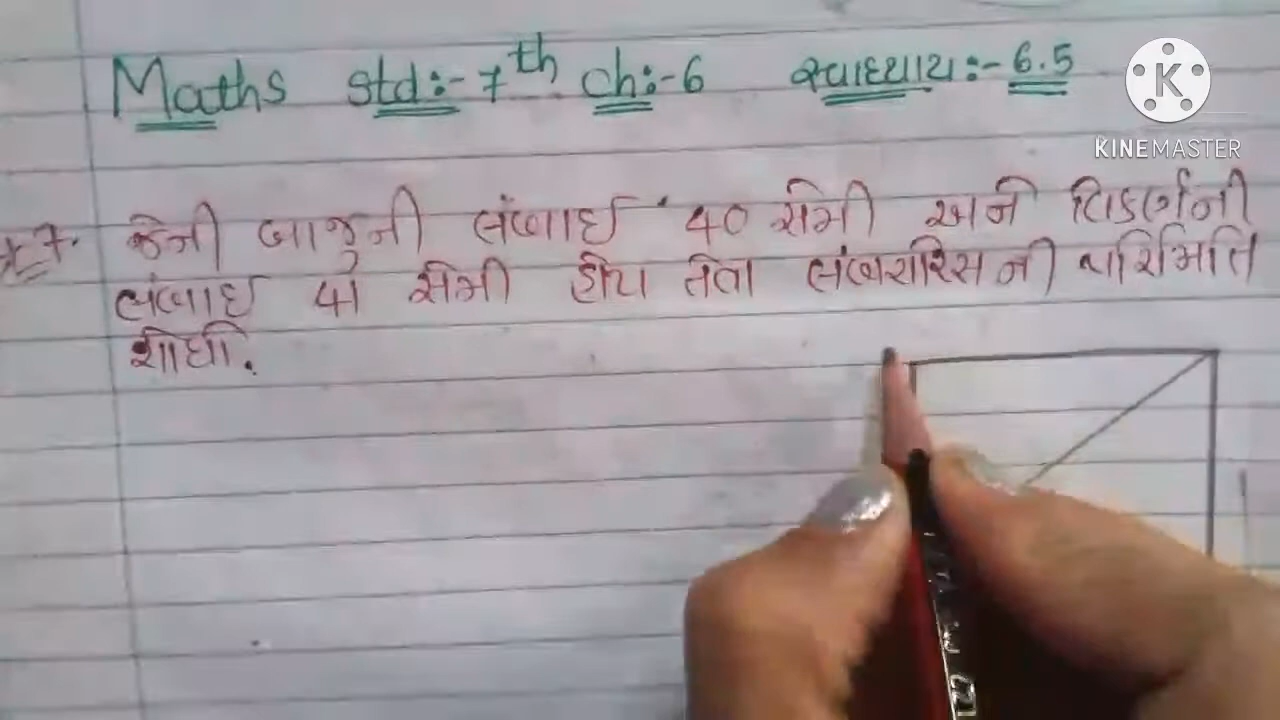 Maths std:- 7th ch:-6 સ્વાધ્યાય:- 6.5
K
KINEMASTER
* 7. જેની બાજુની લંબાઈ 40 સેમી અને વિકર્ણની
લંબાઈ 41 સેમી હોય તેવા લંબચોરસની પરિમિતિ
શોધો.